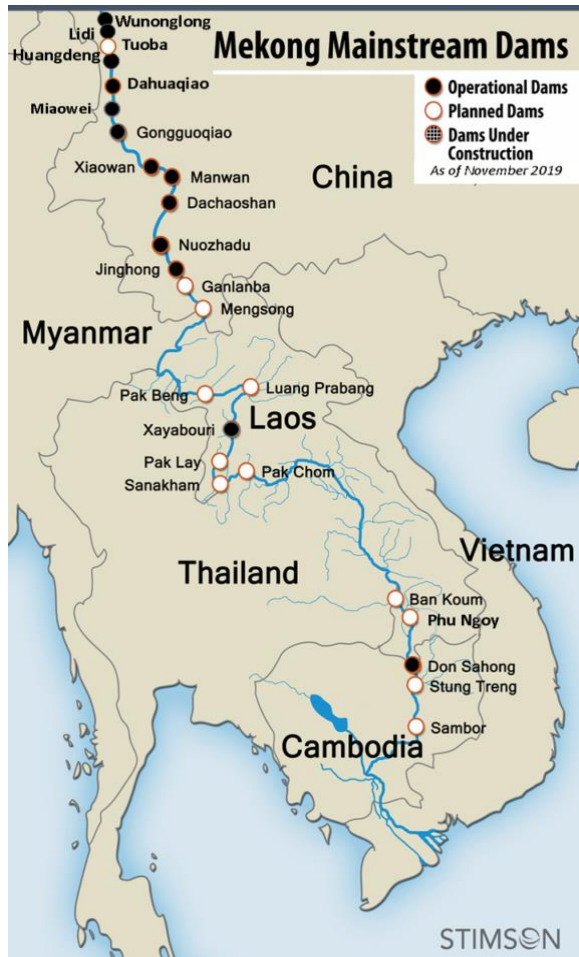 Mekong Mainstream Dams
Operational Dams
Planned Dams
Dams Under
Construction
As of November 2019
Wunonglong
Lidi
Tuoba
Huangdeng
Dahuaqiao
Miaowei
Gongguoqiao
Xiaowan
Manwan
China
Dachaoshan
Nuozhadu
Jinghong
Ganlanba
Mengsong
Myanmar
Pak Beng
Luang Prabang
Laos
Xayabouri
Pak Lay
Pak Chom
Sanakham
Vietnam
Thailand
Ban Koum
Phu Ngoy
Don Sahong
Stung Treng
Sambor
Cambodia
STIMSON